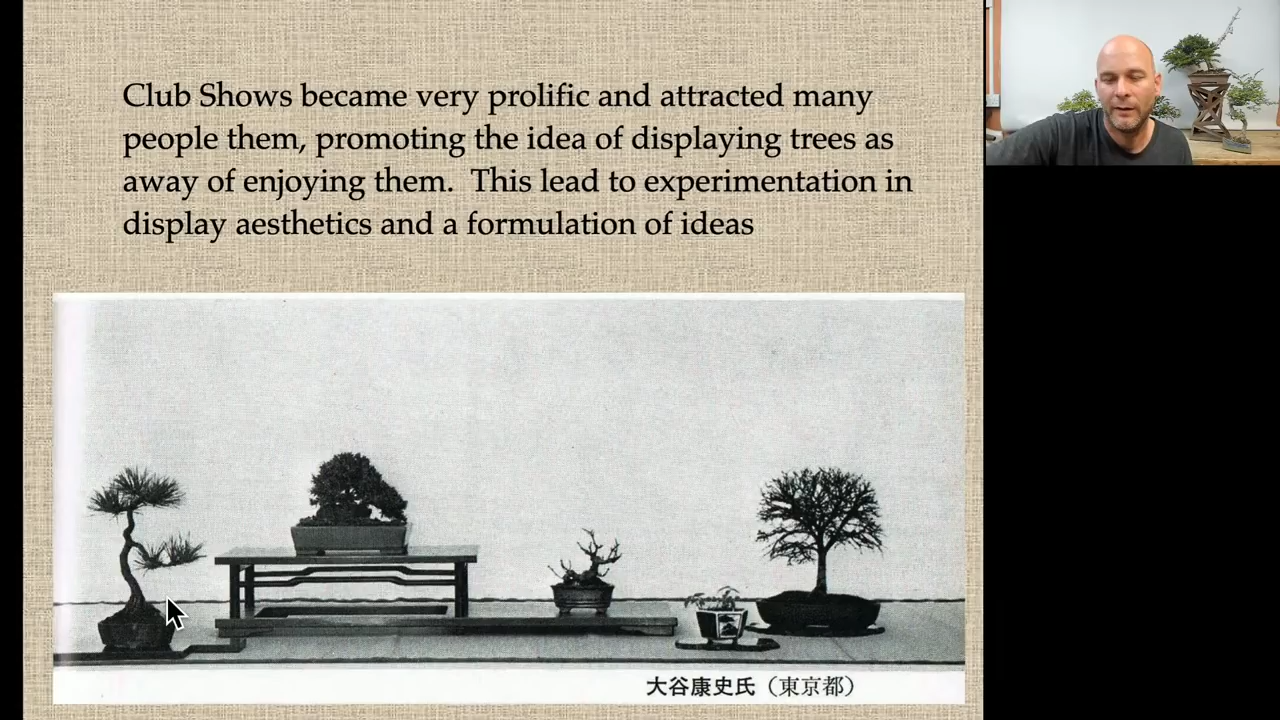 Club Shows became very prolific and attracted many
people them, promoting the idea of displaying trees as
away of enjoying them.  This lead to experimentation in
display aesthetics and a formulation of ideas
大谷康史氏（東京都）